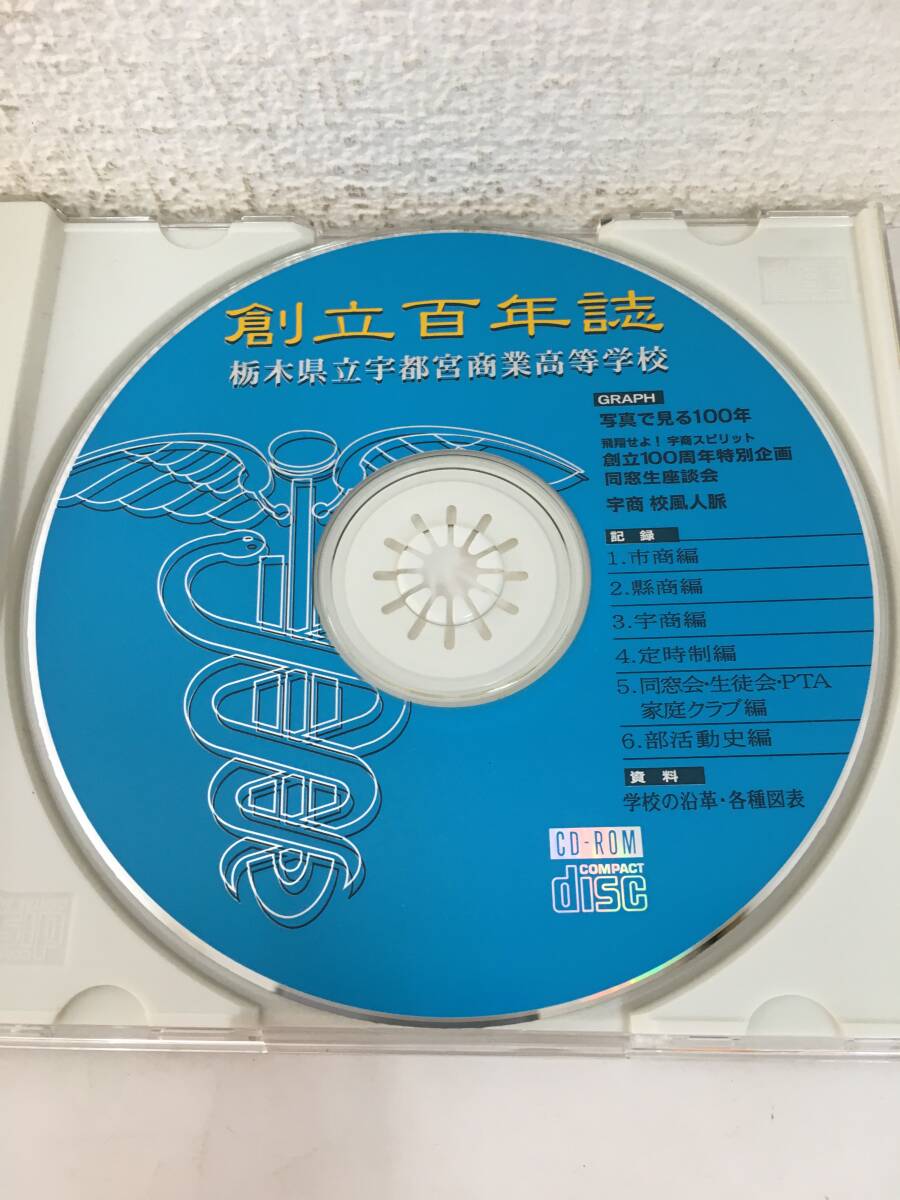 創立百年誌
栃木県立宇都宮商業高等学校
GRAPH
写真で見る100年
飛翔せよ！宇商スピリット
創立100周年特別企画
同窓生座談会
宇商 校風人脈
記録
1.市商編
2.縣商編
3.宇商編
4.定時制編
5.同窓会・生徒会・PTA
家庭クラブ編
6.部活動史編
資料
学校の沿革・各種図表
CD-ROM
COMPACT
disc